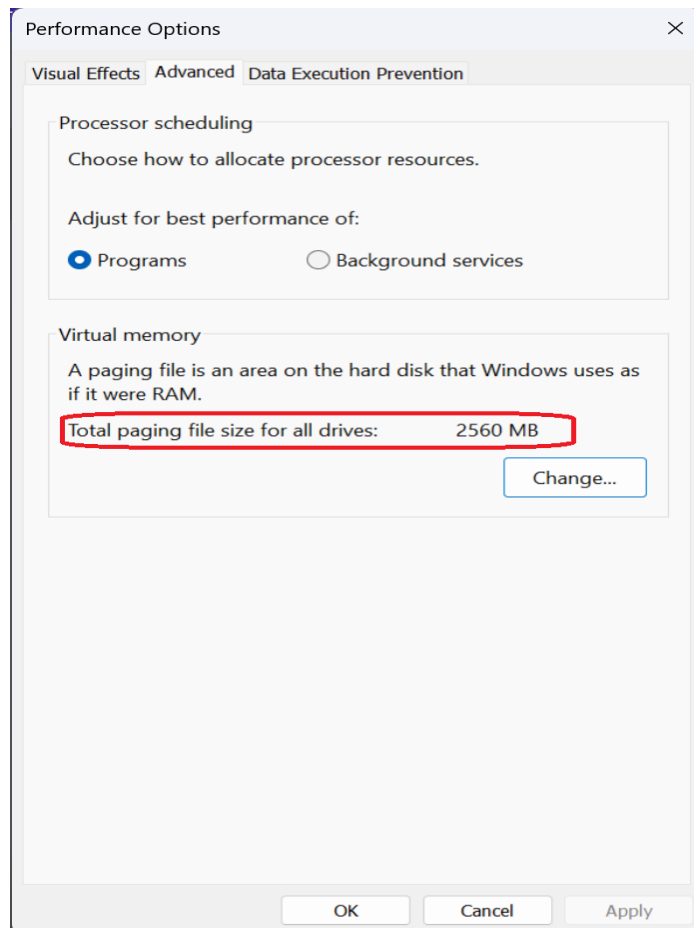 Performance Options
Visual Effects
Advanced
Data Execution Prevention
Processor scheduling
Choose how to allocate processor resources.
Adjust for best performance of:
Programs
Background services
Virtual memory
A paging file is an area on the hard disk that Windows uses as
if it were RAM.
Total paging file size for all drives: 2560 MB
Change...
OK
Cancel
Apply